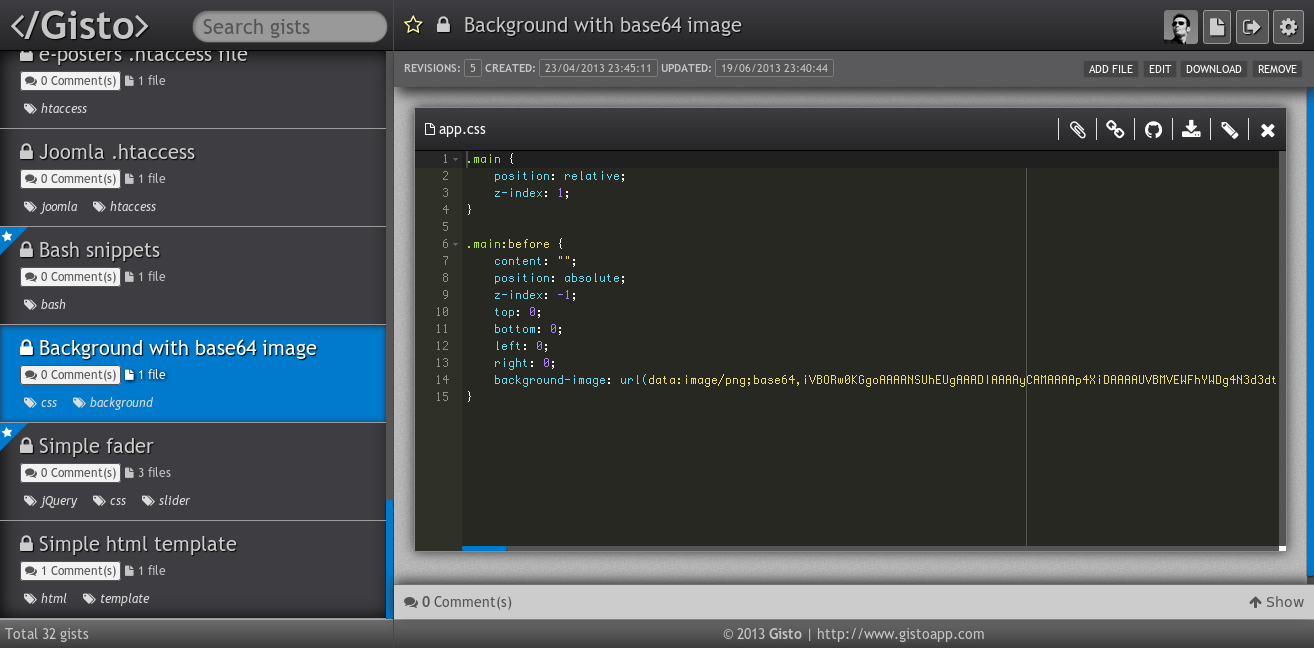 </Gisto>
Search gists
e-posters .htaccess file
0 Comment(s) 1 file
htaccess
Joomla .htaccess
0 Comment(s) 1 file
joomla htaccess
Bash snippets
0 Comment(s) 1 file
bash
Background with base64 image
0 Comment(s) 1 file
css background
Simple fader
0 Comment(s) 3 files
jQuery css slider
Simple html template
1 Comment(s) 1 file
html template
Total 32 gists
Background with base64 image
REVISIONS: 5 CREATED: 23/04/2013 23:45:11 UPDATED: 19/06/2013 23:40:44
ADD FILE EDIT DOWNLOAD REMOVE
app.css
1 .main {
2 position: relative;
3 z-index: 1;
4 }
5
6 .main:before {
7 content: "";
8 position: absolute;
9 z-index: -1;
10 top: 0;
11 bottom: 0;
12 left: 0;
13 right: 0;
14 background-image: url(data:image/png;base64,iVBORw0KGgoAAAANSUhEUgAAADIAAAAyCAMAAAAp4XiDAAAAUVBMVEWFhYWDg4N3d3dt
15 }
0 Comment(s)
Show
© 2013 Gisto | http://www.gistoapp.com